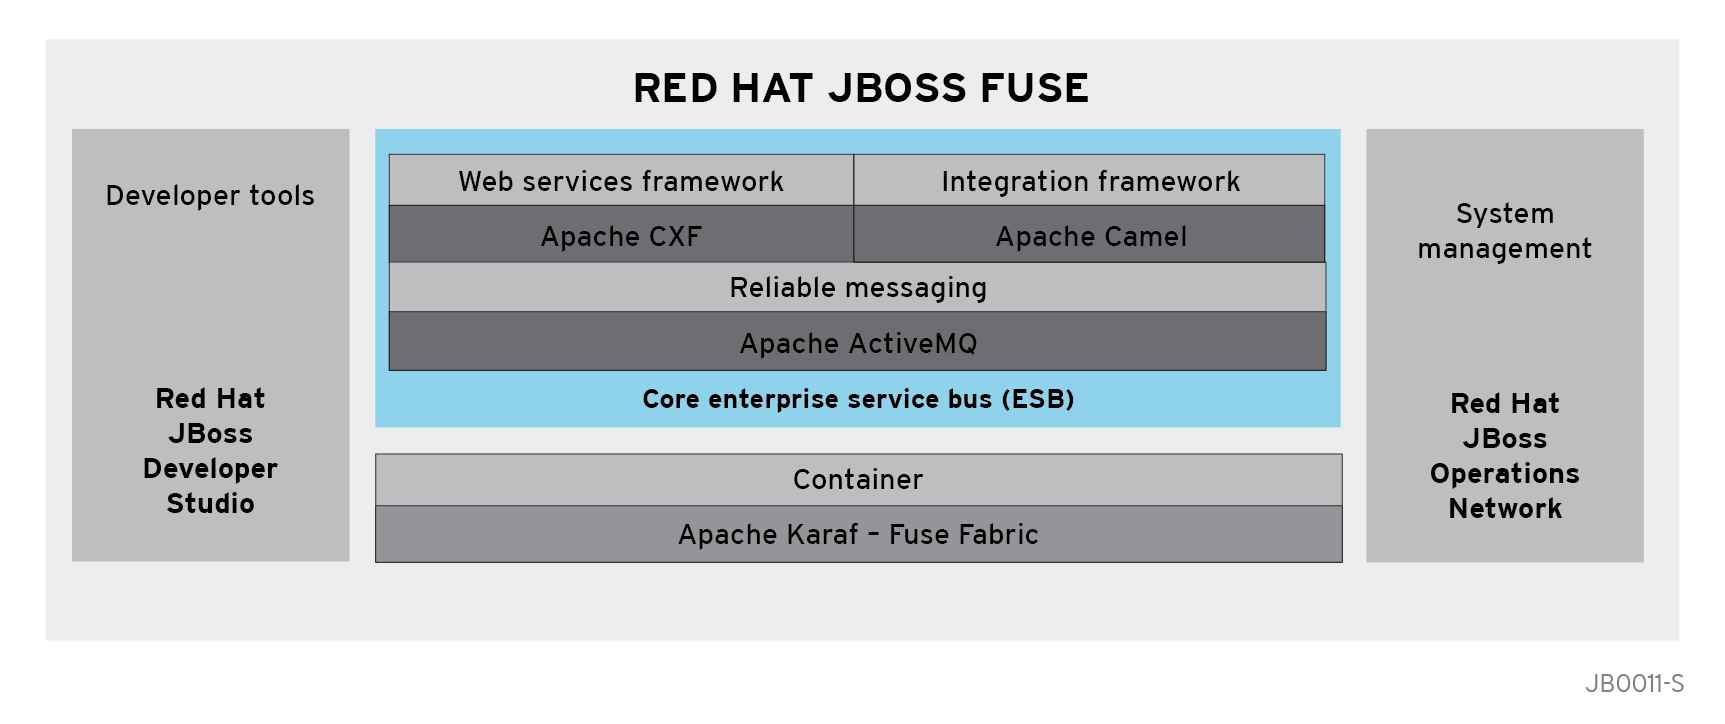 RED HAT JBOSS FUSE
Developer tools
Red Hat
JBoss
Developer
Studio
Web services framework
Integration framework
Apache CXF
Apache Camel
Reliable messaging
Apache ActiveMQ
Core enterprise service bus (ESB)
Container
Apache Karaf – Fuse Fabric
System
management
Red Hat
JBoss
Operations
Network
JB0011-S